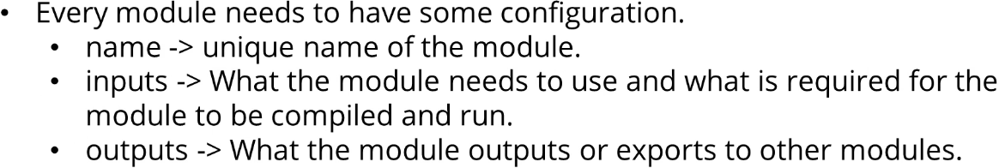 • Every module needs to have some configuration.
• name -> unique name of the module.
• inputs -> What the module needs to use and what is required for the
module to be compiled and run.
• outputs -> What the module outputs or exports to other modules.